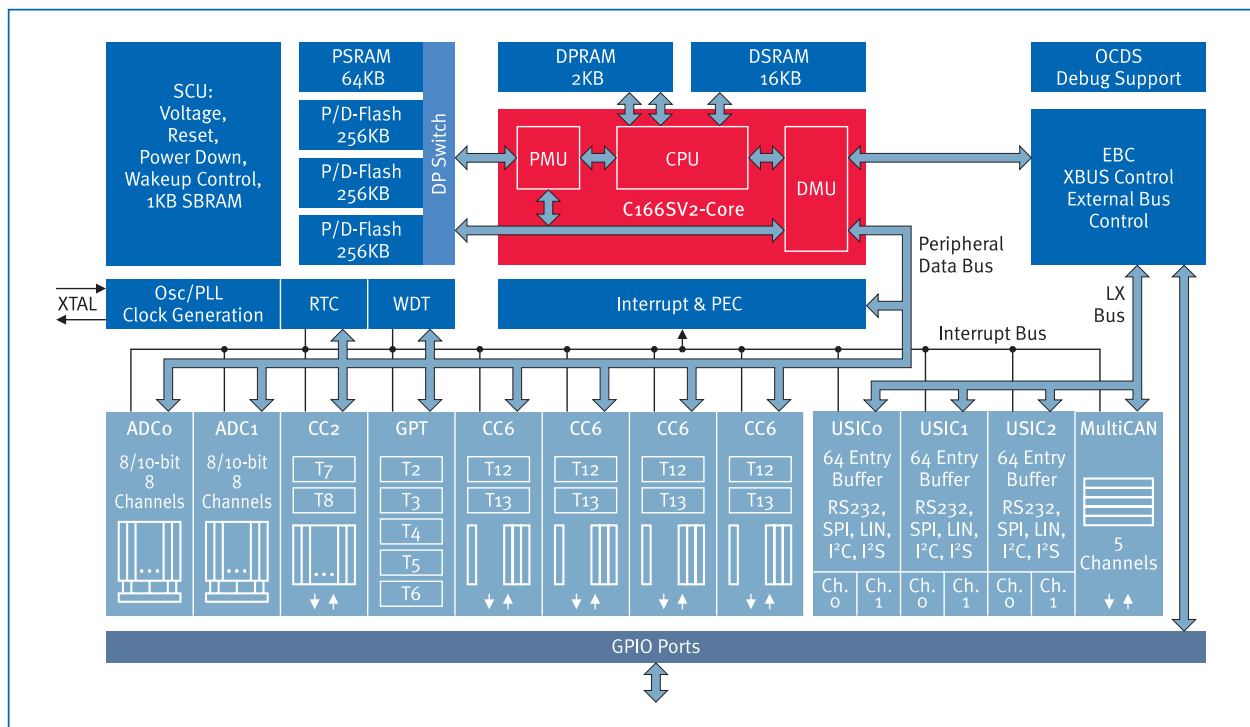 SCU:
Voltage,
Reset,
Power Down,
Wakeup Control,
1KB SBRAM
PSRAM
64KB
P/D-Flash
256KB
P/D-Flash
256KB
P/D-Flash
256KB
DP Switch
DPRAM
2KB
DSRAM
16KB
PMU
CPU
DMU
C166SV2-Core
OCDS
Debug Support
EBC
XBUS Control
External Bus
Control
Peripheral
Data Bus
XTAL
Osc/PLL
Clock Generation
RTC
WDT
Interrupt & PEC
LX
Bus
Interrupt Bus
ADC0
8/10-bit
8
Channels
ADC1
8/10-bit
8
Channels
CC2
T7
T8
GPT
T2
T3
T4
T5
T6
CC6
T12
T13
CC6
T12
T13
CC6
T12
T13
CC6
T12
T13
USIC0
64 Entry
Buffer
RS232,
SPI, LIN,
I²C, I²S
Ch.
0
Ch.
1
USIC1
64 Entry
Buffer
RS232,
SPI, LIN,
I²C, I²S
Ch.
0
Ch.
1
USIC2
64 Entry
Buffer
RS232,
SPI, LIN,
I²C, I²S
Ch.
0
Ch.
1
MultiCAN
5
Channels
GPIO Ports